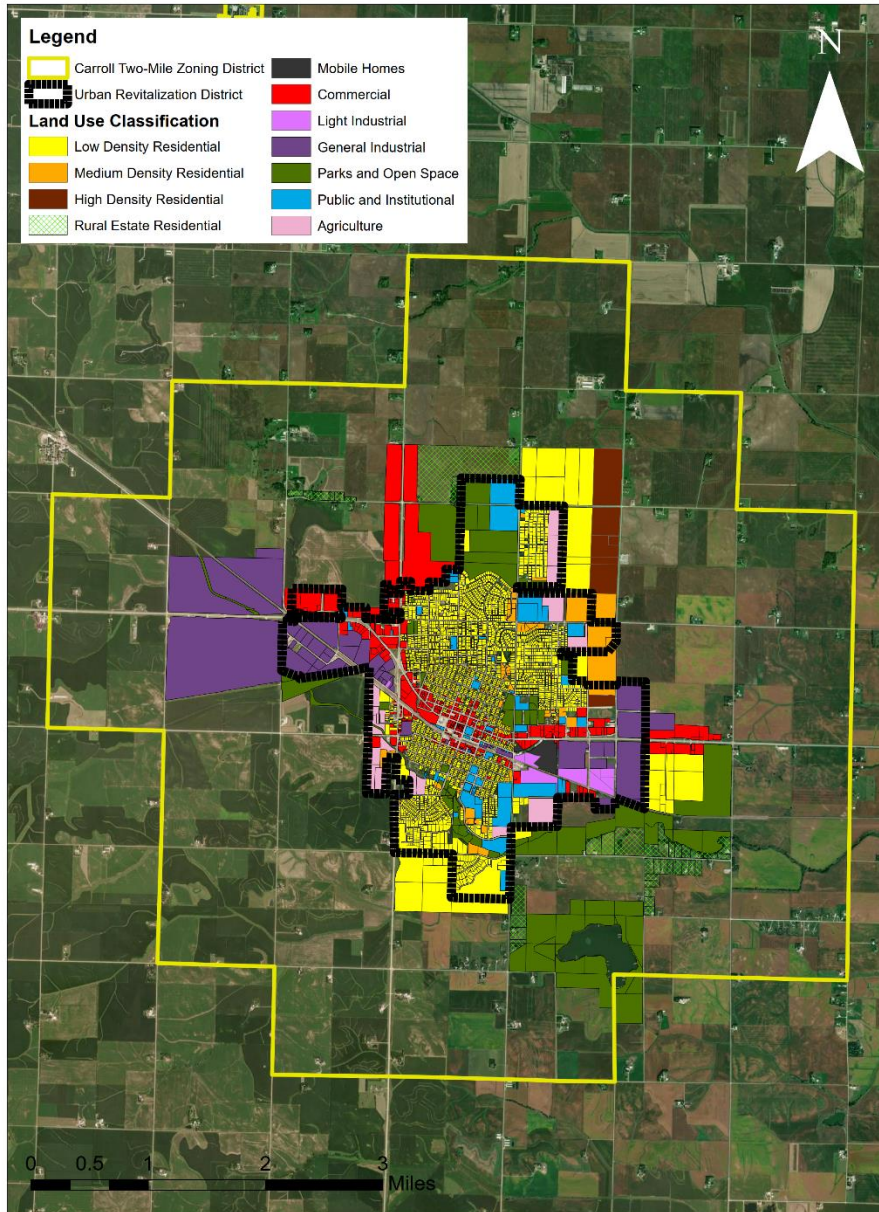 Legend
Carroll Two-Mile Zoning District
Urban Revitalization District
Land Use Classification
Low Density Residential
Medium Density Residential
High Density Residential
Rural Estate Residential
Mobile Homes
Commercial
Light Industrial
General Industrial
Parks and Open Space
Public and Institutional
Agriculture
N
0 0.5 1 2 3
Miles